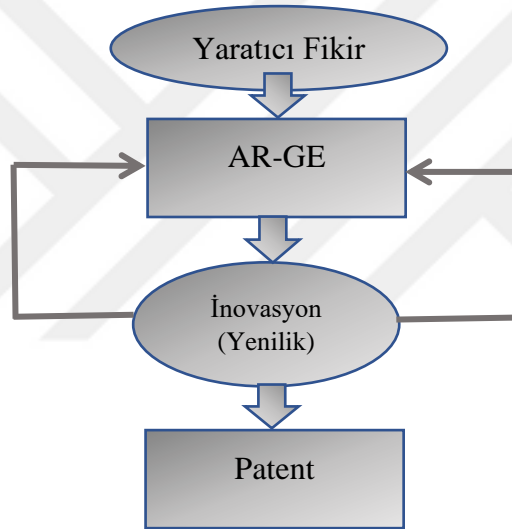 Yaratıcı Fikir
AR-GE
İnovasyon
(Yenilik)
Patent